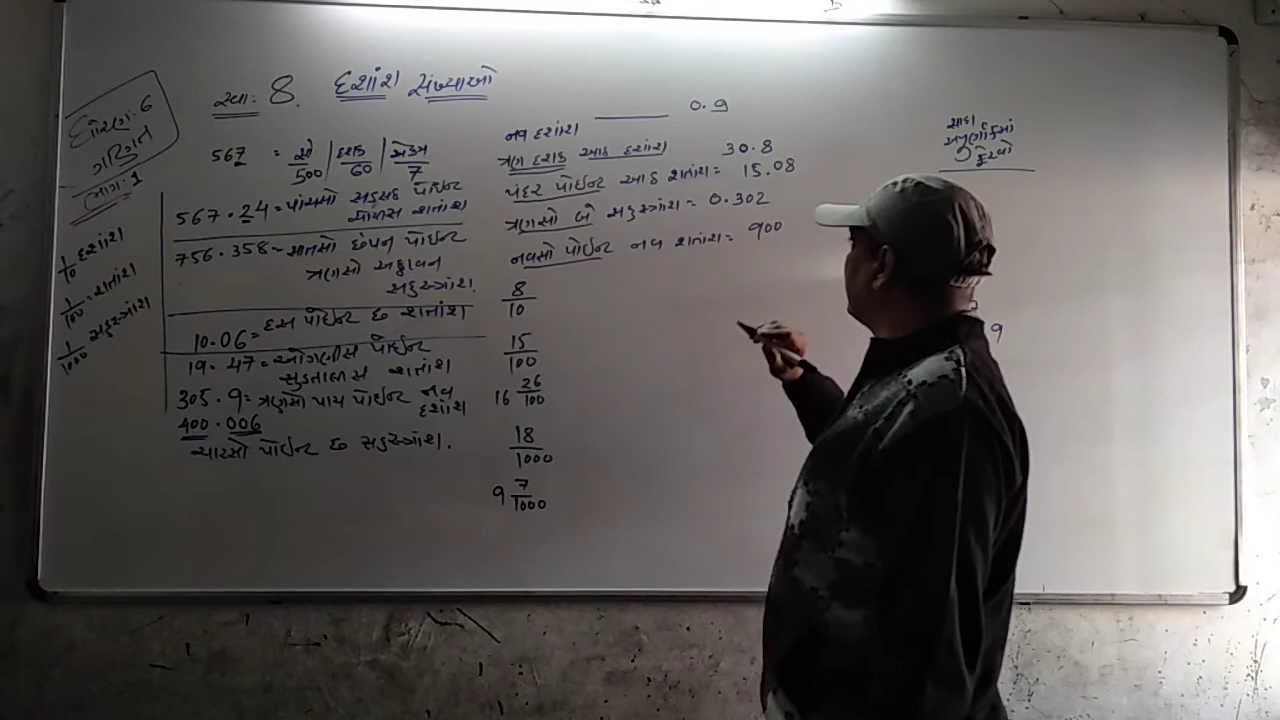 ધોરણ: 6
ગણિત
ભાગ: 1
1/10 દશાંશ
1/100 = શતાંશ
1/1000 સહસ્ત્રાંશ
સ્વા: 8. દશાંશ સંખ્યાઓ
567 = સો/500 | દશક/60 | એકમ/7
567.24 = પાંચસો સડસઠ પોઈન્ટ
ચોવીસ શતાંશ
756.358 = સાતસો છપ્પન પોઈન્ટ
ત્રણસો અઠ્ઠાવન
સહસ્ત્રાંશ.
10.06 = દસ પોઈન્ટ છ શતાંશ
19.47 = ઓગણીસ પોઈન્ટ
સુડતાલીસ શતાંશ
305.9 = ત્રણસો પાંચ પોઈન્ટ નવ
દશાંશ
400.006
ચારસો પોઈન્ટ છ સહસ્ત્રાંશ.
નવ દશાંશ 0.9
ત્રણ દશક આઠ દશાંશ 30.8
પંદર પોઈન્ટ આઠ શતાંશ = 15.08
ત્રણસો બે સહસ્ત્રાંશ = 0.302
નવસો પોઈન્ટ નવ શતાંશ = 900
8/10
15/100
16 26/100
18/1000
9 7/1000
સાદા
અપૂર્ણાંકમાં
ફેરવો
9